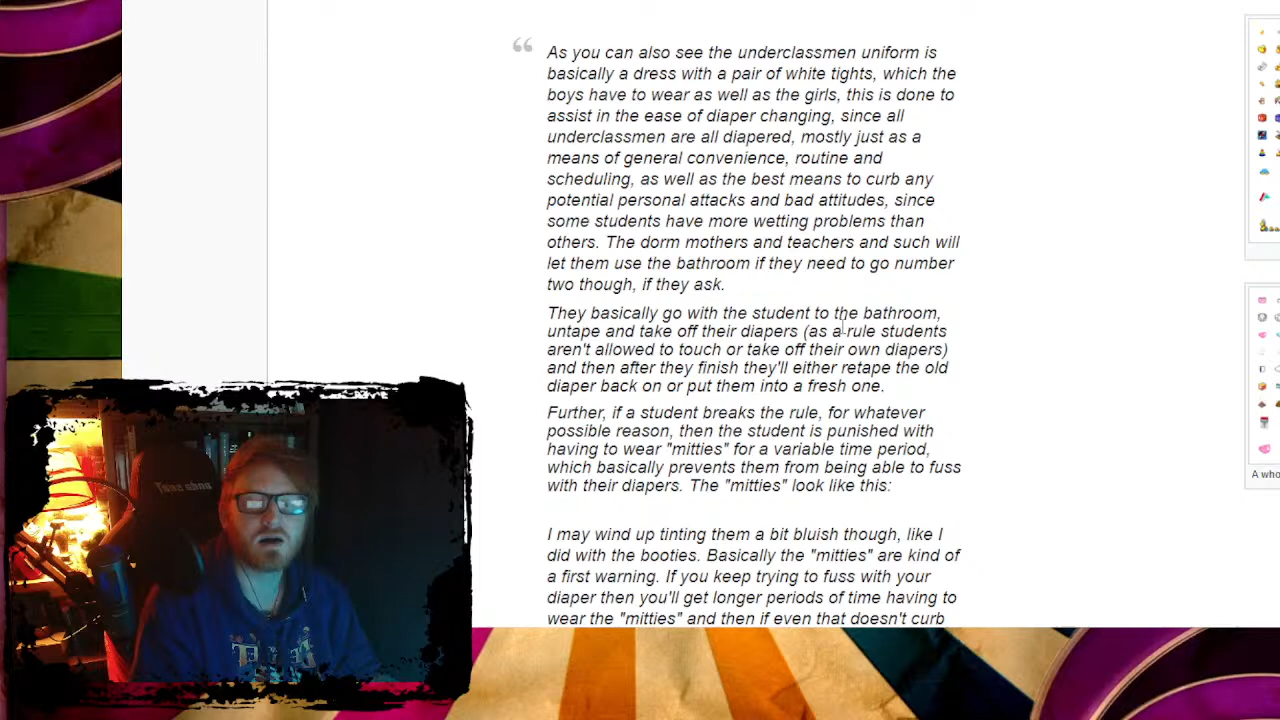 As you can also see the underclassmen uniform is
basically a dress with a pair of white tights, which the
boys have to wear as well as the girls, this is done to
assist in the ease of diaper changing, since all
underclassmen are all diapered, mostly just as a
means of general convenience, routine and
scheduling, as well as the best means to curb any
potential personal attacks and bad attitudes, since
some students have more wetting problems than
others. The dorm mothers and teachers and such will
let them use the bathroom if they need to go number
two though, if they ask.
They basically go with the student to the bathroom,
untape and take off their diapers (as a rule students
aren't allowed to touch or take off their own diapers)
and then after they finish they'll either retape the old
diaper back on or put them into a fresh one.
Further, if a student breaks the rule, for whatever
possible reason, then the student is punished with
having to wear "mitties" for a variable time period,
which basically prevents them from being able to fuss
with their diapers. The "mitties" look like this:
I may wind up tinting them a bit bluish though, like I
did with the booties. Basically the "mitties" are kind of
a first warning. If you keep trying to fuss with your
diaper then you'll get longer periods of time having to
wear the "mitties" and then if even that doesn't curb
A who